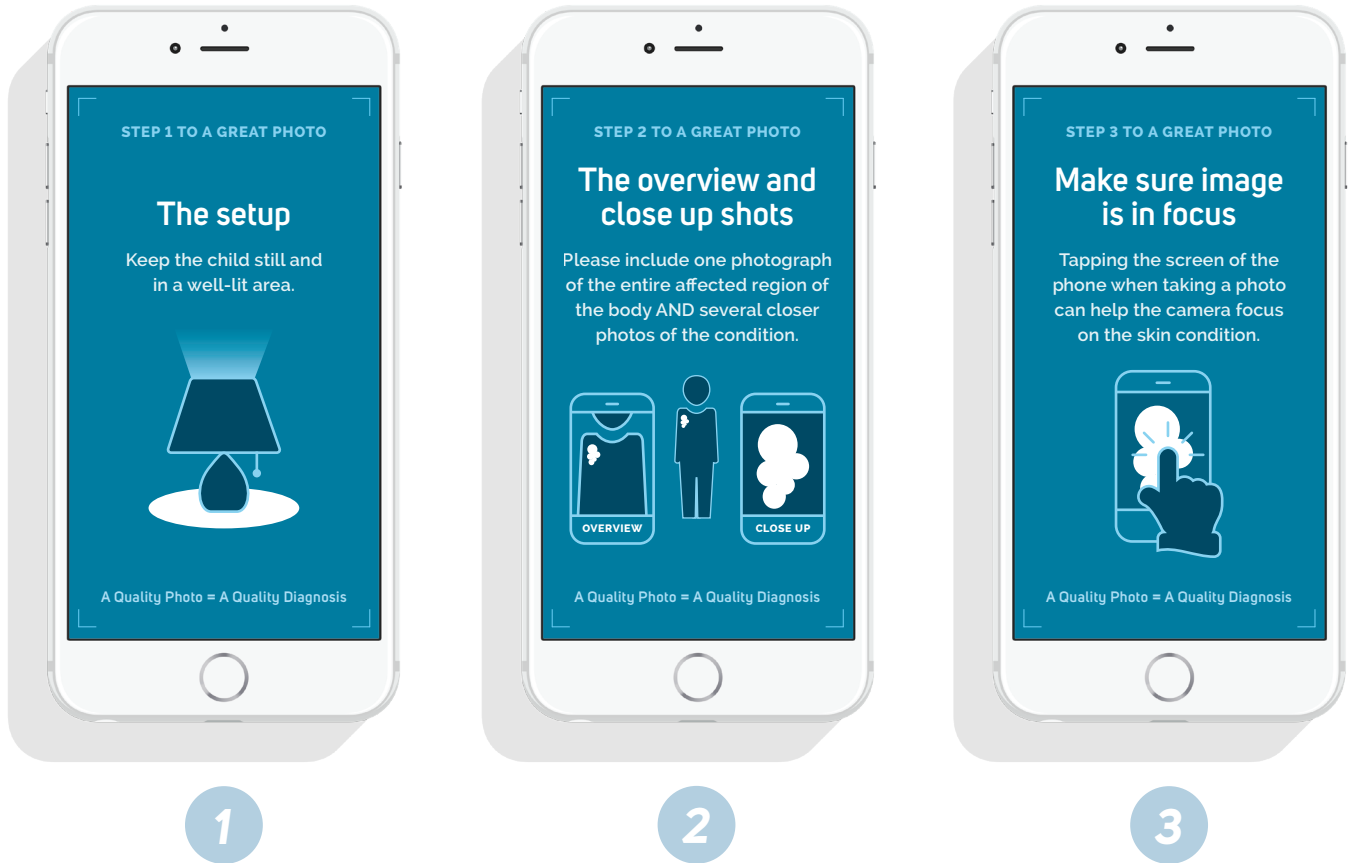 STEP 1 TO A GREAT PHOTO
The setup
Keep the child still and
in a well-lit area.
A Quality Photo = A Quality Diagnosis
1
STEP 2 TO A GREAT PHOTO
The overview and
close up shots
Please include one photograph
of the entire affected region of
the body AND several closer
photos of the condition.
OVERVIEW
CLOSE UP
A Quality Photo = A Quality Diagnosis
2
STEP 3 TO A GREAT PHOTO
Make sure image
is in focus
Tapping the screen of the
phone when taking a photo
can help the camera focus
on the skin condition.
A Quality Photo = A Quality Diagnosis
3